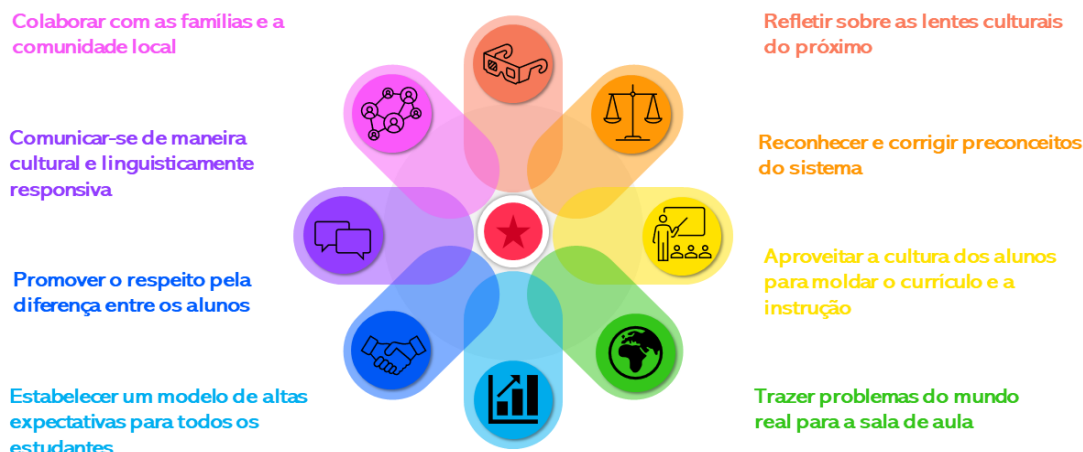 Colaborar com as famílias e a
comunidade local
Comunicar-se de maneira
cultural e linguisticamente
responsiva
Promover o respeito pela
diferença entre os alunos
Estabelecer um modelo de altas
expectativas para todos os
estudantes
Refletir sobre as lentes culturais
do próximo
Reconhecer e corrigir preconceitos
do sistema
Aproveitar a cultura dos alunos
para moldar o currículo e a
instrução
Trazer problemas do mundo
real para a sala de aula